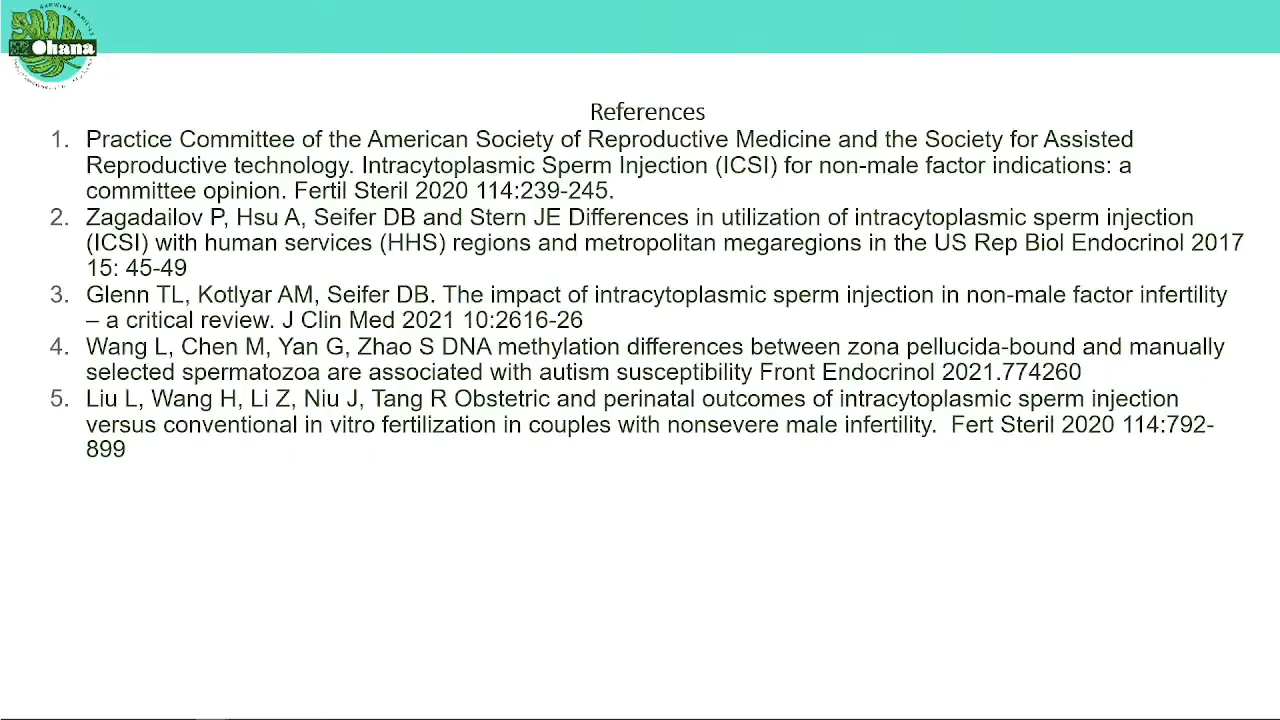 Ohana
References
1. Practice Committee of the American Society of Reproductive Medicine and the Society for Assisted
Reproductive technology. Intracytoplasmic Sperm Injection (ICSI) for non-male factor indications: a
committee opinion. Fertil Steril 2020 114:239-245.
2. Zagadailov P, Hsu A, Seifer DB and Stern JE Differences in utilization of intracytoplasmic sperm injection
(ICSI) with human services (HHS) regions and metropolitan megaregions in the US Rep Biol Endocrinol 2017
15: 45-49
3. Glenn TL, Kotlyar AM, Seifer DB. The impact of intracytoplasmic sperm injection in non-male factor infertility
– a critical review. J Clin Med 2021 10:2616-26
4. Wang L, Chen M, Yan G, Zhao S DNA methylation differences between zona pellucida-bound and manually
selected spermatozoa are associated with autism susceptibility Front Endocrinol 2021.774260
5. Liu L, Wang H, Li Z, Niu J, Tang R Obstetric and perinatal outcomes of intracytoplasmic sperm injection
versus conventional in vitro fertilization in couples with nonsevere male infertility.  Fert Steril 2020 114:792-
899